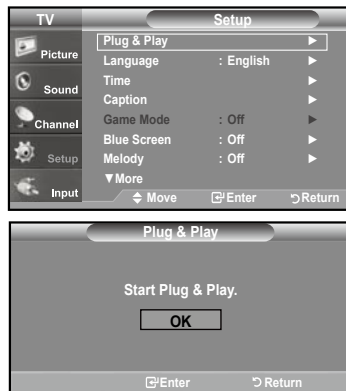 TV
Setup
Picture
Sound
Channel
Setup
Input
Plug & Play ►
Language : English ►
Time ►
Caption ►
Game Mode : Off ►
Blue Screen : Off ►
Melody : Off ►
▼More
Move Enter Return
Plug & Play
Start Plug & Play.
OK
Enter Return